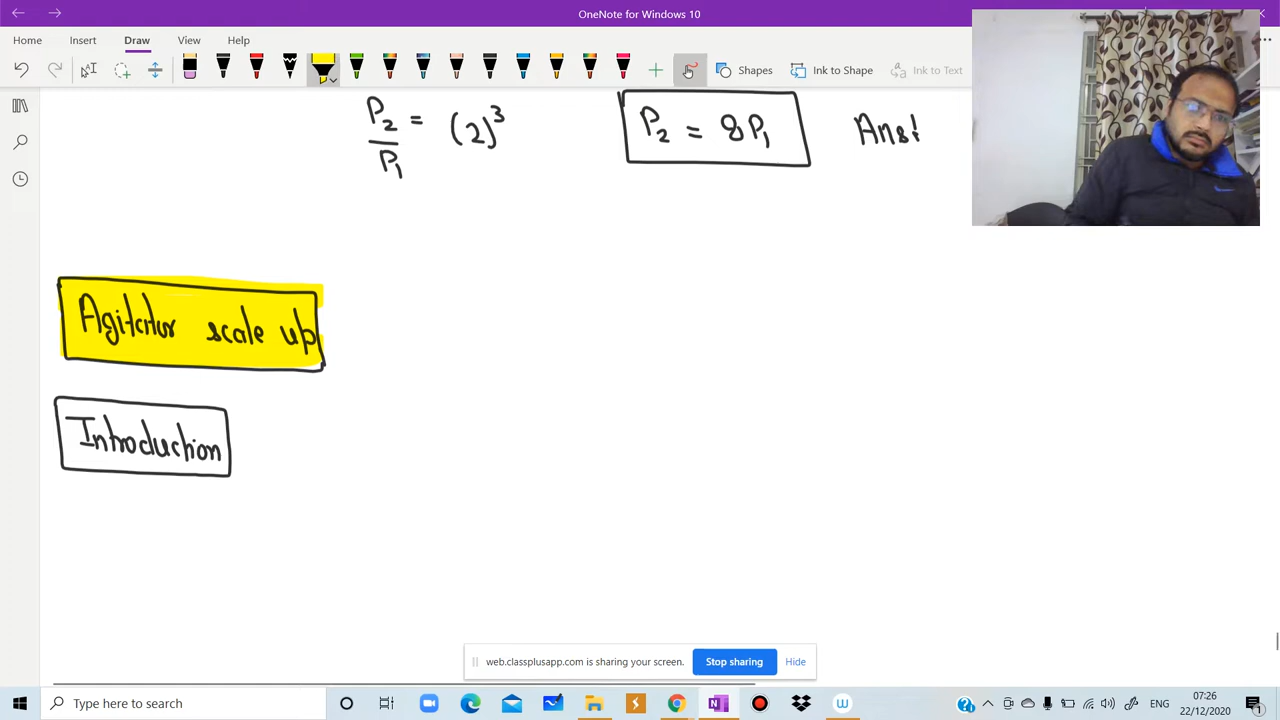 OneNote for Windows 10
Home Insert Draw View Help
Shapes Ink to Shape Ink to Text
P2 / P1 = (2)^3 P2 = 8P1 Ans!
Agitator scale up
Introduction
web.classplusapp.com is sharing your screen. Stop sharing Hide
Type here to search
ENG
07:26
22/12/2020
1